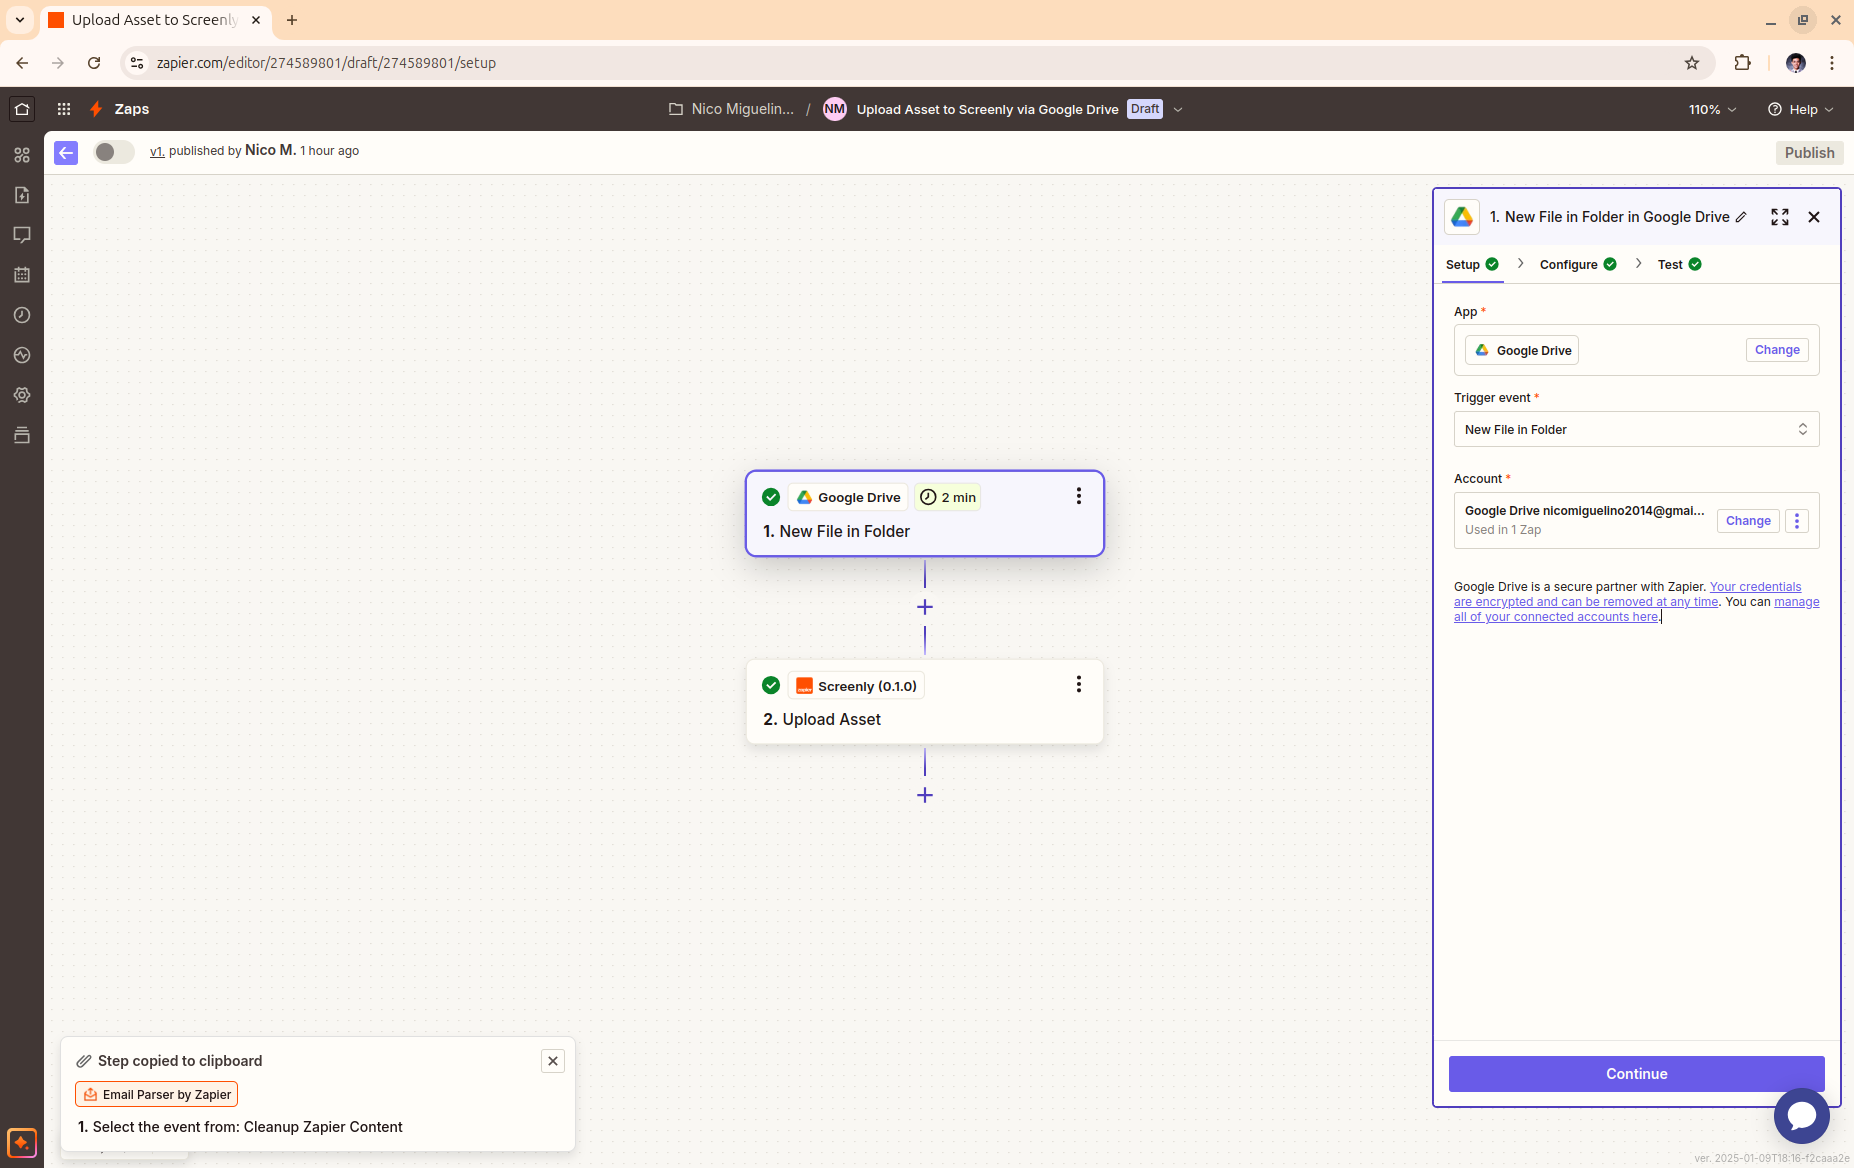 Upload Asset to Screenly
zapier.com/editor/274589801/draft/274589801/setup
Zaps
Nico Miguelin... / NM Upload Asset to Screenly via Google Drive Draft
110% Help
v1. published by Nico M. 1 hour ago
Publish
1. New File in Folder in Google Drive
Setup Configure Test
App *
Google Drive Change
Trigger event *
New File in Folder
Account *
Google Drive nicomiguelino2014@gmai...
Used in 1 Zap
Change
Google Drive is a secure partner with Zapier. Your credentials
are encrypted and can be removed at any time. You can manage
all of your connected accounts here.
Continue
Google Drive 2 min
1. New File in Folder
Screenly (0.1.0)
2. Upload Asset
Step copied to clipboard
Email Parser by Zapier
1. Select the event from: Cleanup Zapier Content
ver. 2025-01-09T18:16-f2caaa2e